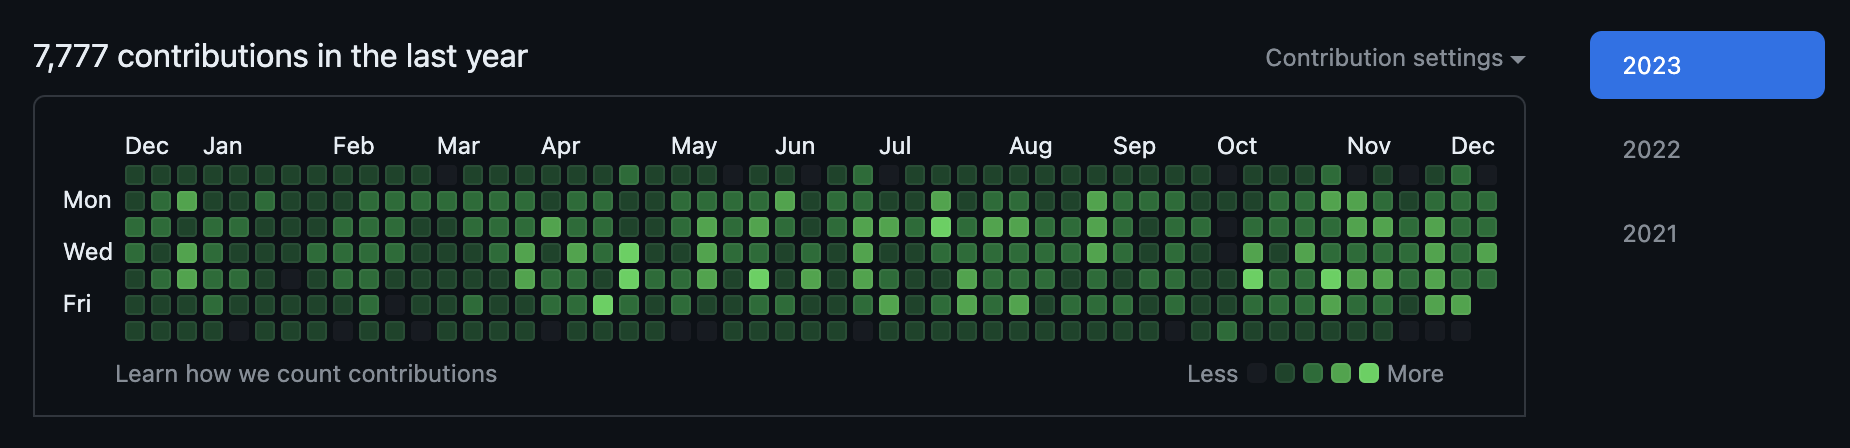 7,777 contributions in the last year
Contribution settings
2023
2022
2021
Dec Jan Feb Mar Apr May Jun Jul Aug Sep Oct Nov Dec
Mon
Wed
Fri
Learn how we count contributions
Less More